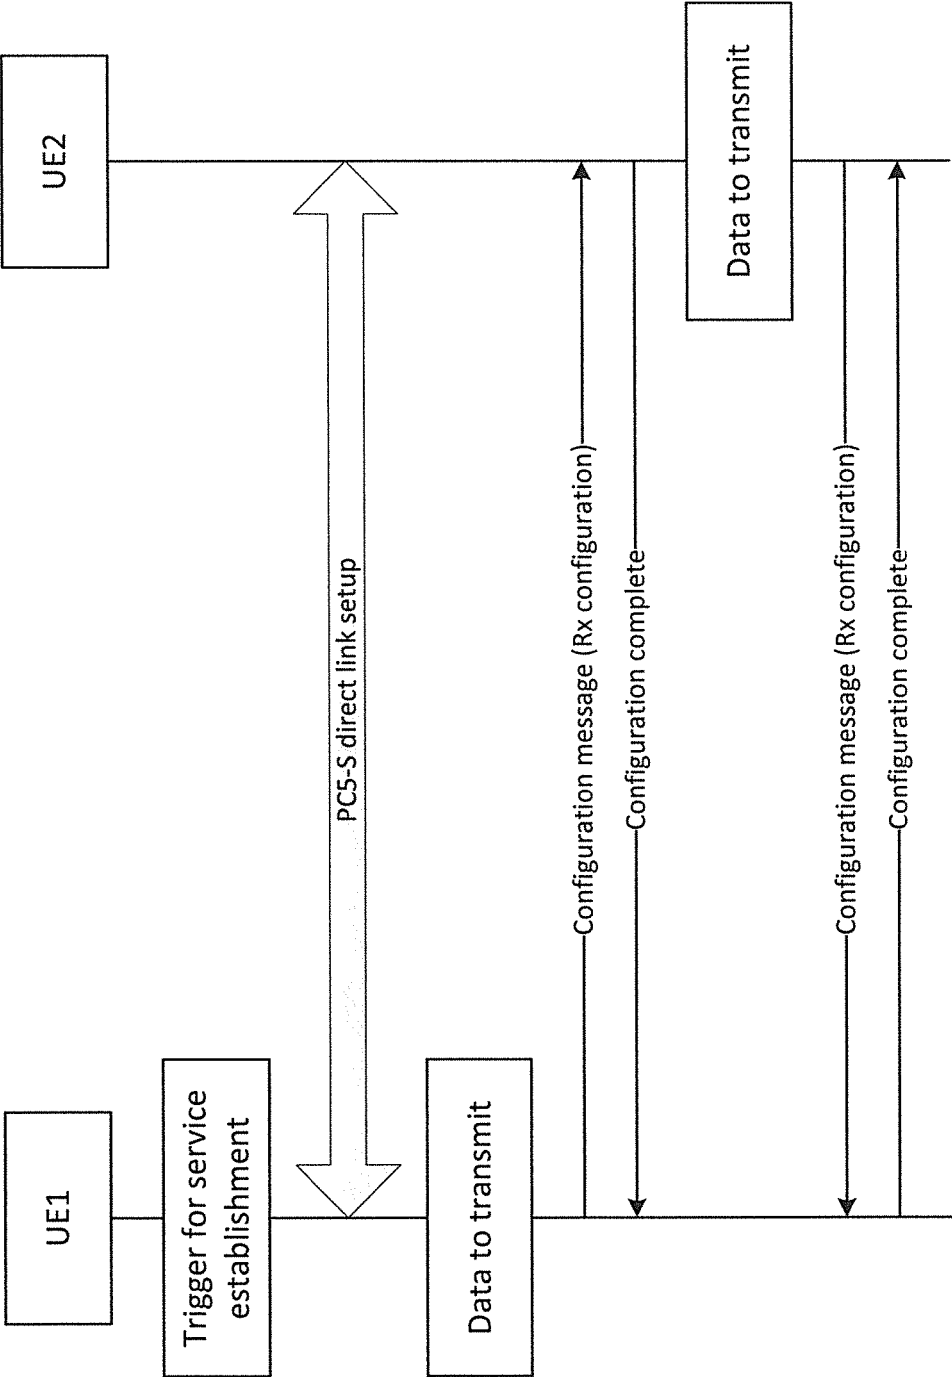 UE1
UE2
Trigger for service
establishment
PC5-S direct link setup
Data to transmit
Configuration message (Rx configuration)
Configuration complete
Data to transmit
Configuration message (Rx configuration)
Configuration complete